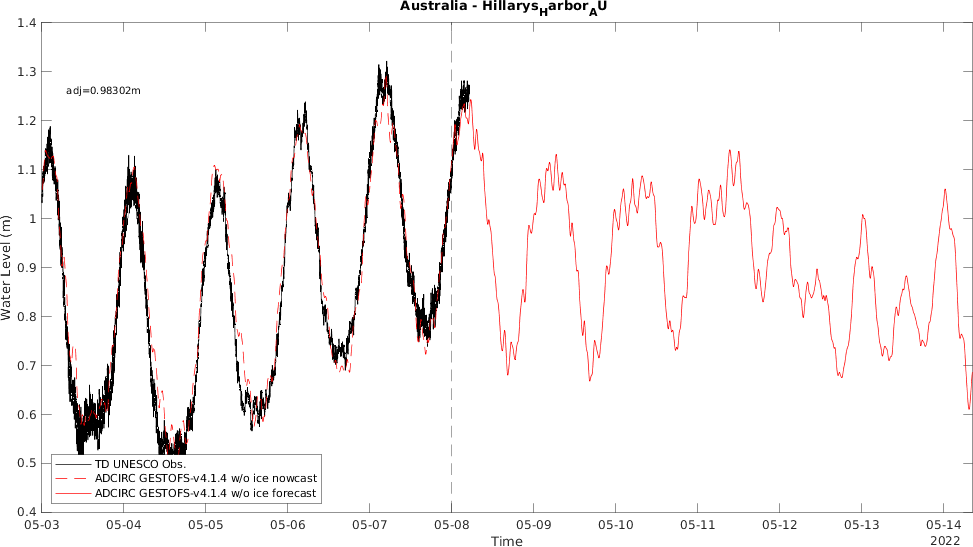 Australia - Hillarys_Harbor_AU
1.4
1.3
1.2
1.1
1
0.9
0.8
0.7
0.6
0.5
0.4
Water Level (m)
adj=0.98302m
TD UNESCO Obs.
ADCIRC GESTOFS-v4.1.4 w/o ice nowcast
ADCIRC GESTOFS-v4.1.4 w/o ice forecast
05-03 05-04 05-05 05-06 05-07 05-08 05-09 05-10 05-11 05-12 05-13 05-14
Time
2022